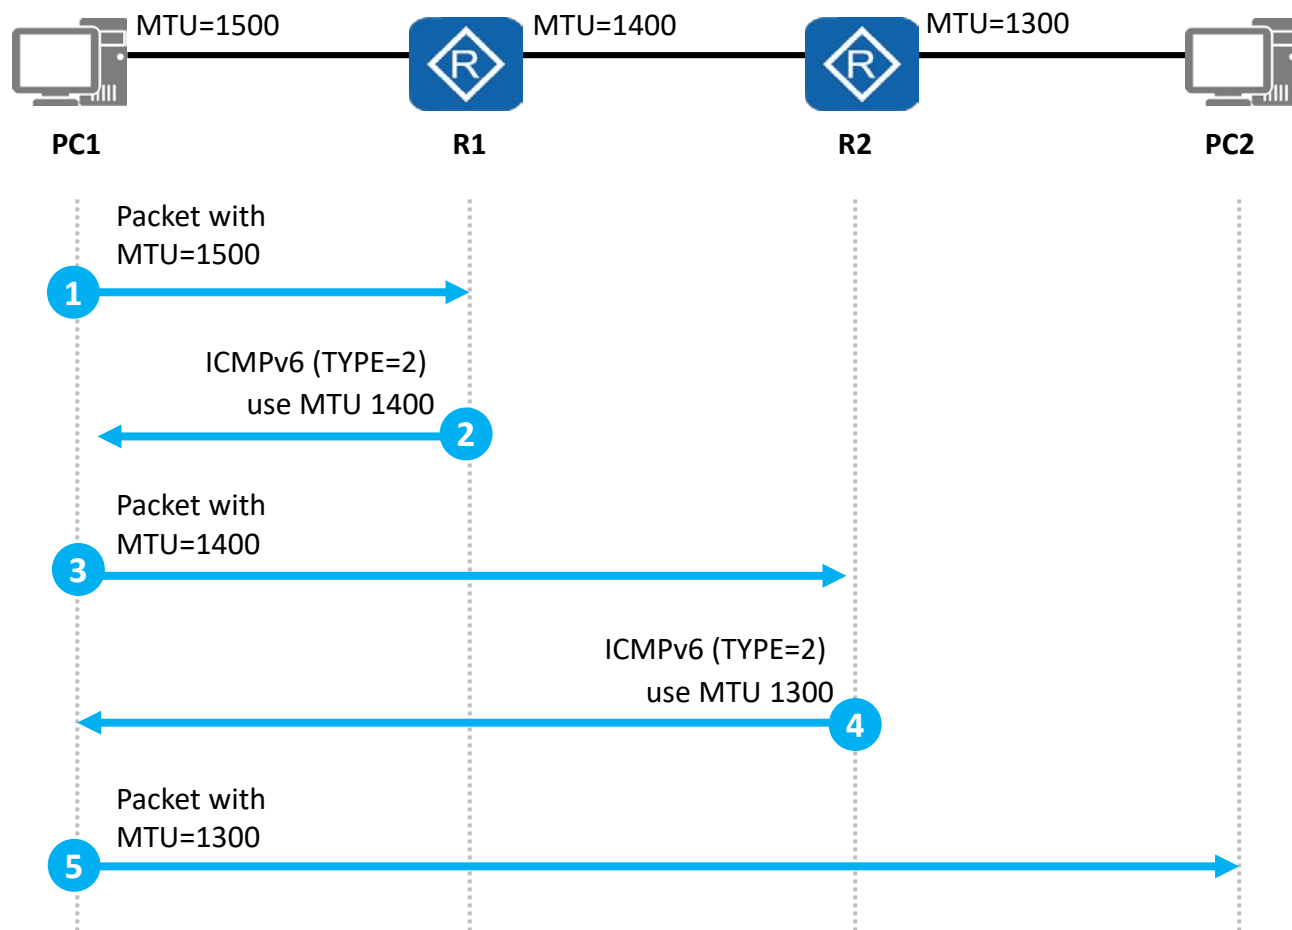 MTU=1500
MTU=1400
MTU=1300
R
R
PC1
R1
R2
PC2
Packet with
MTU=1500
1
ICMPv6 (TYPE=2)
use MTU 1400
2
Packet with
MTU=1400
3
ICMPv6 (TYPE=2)
use MTU 1300
4
Packet with
MTU=1300
5